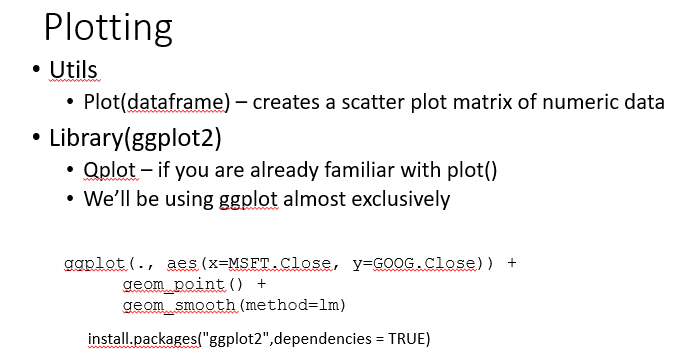 Plotting
• Utils
• Plot(dataframe) – creates a scatter plot matrix of numeric data
• Library(ggplot2)
• Qplot – if you are already familiar with plot()
• We’ll be using ggplot almost exclusively
ggplot(., aes(x=MSFT.Close, y=GOOG.Close)) +
geom_point() +
geom_smooth(method=lm)
install.packages("ggplot2",dependencies = TRUE)